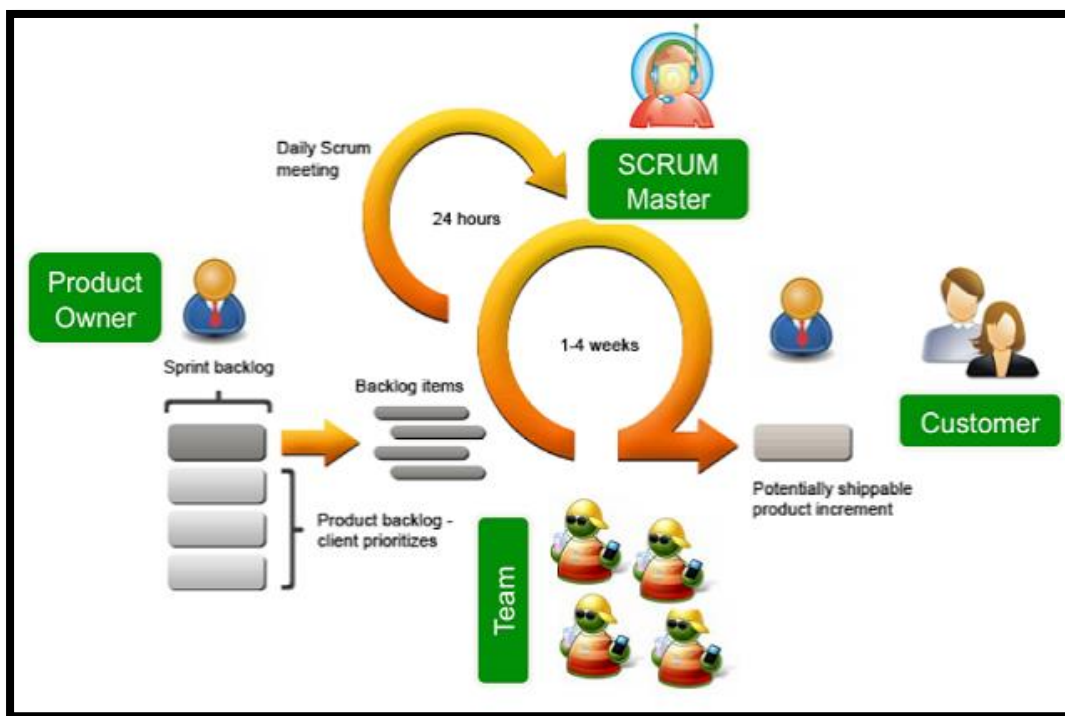 SCRUM
Master
Daily Scrum
meeting
24 hours
Product
Owner
1-4 weeks
Sprint backlog
Backlog items
Customer
Potentially shippable
product increment
Product backlog -
client prioritizes
Team